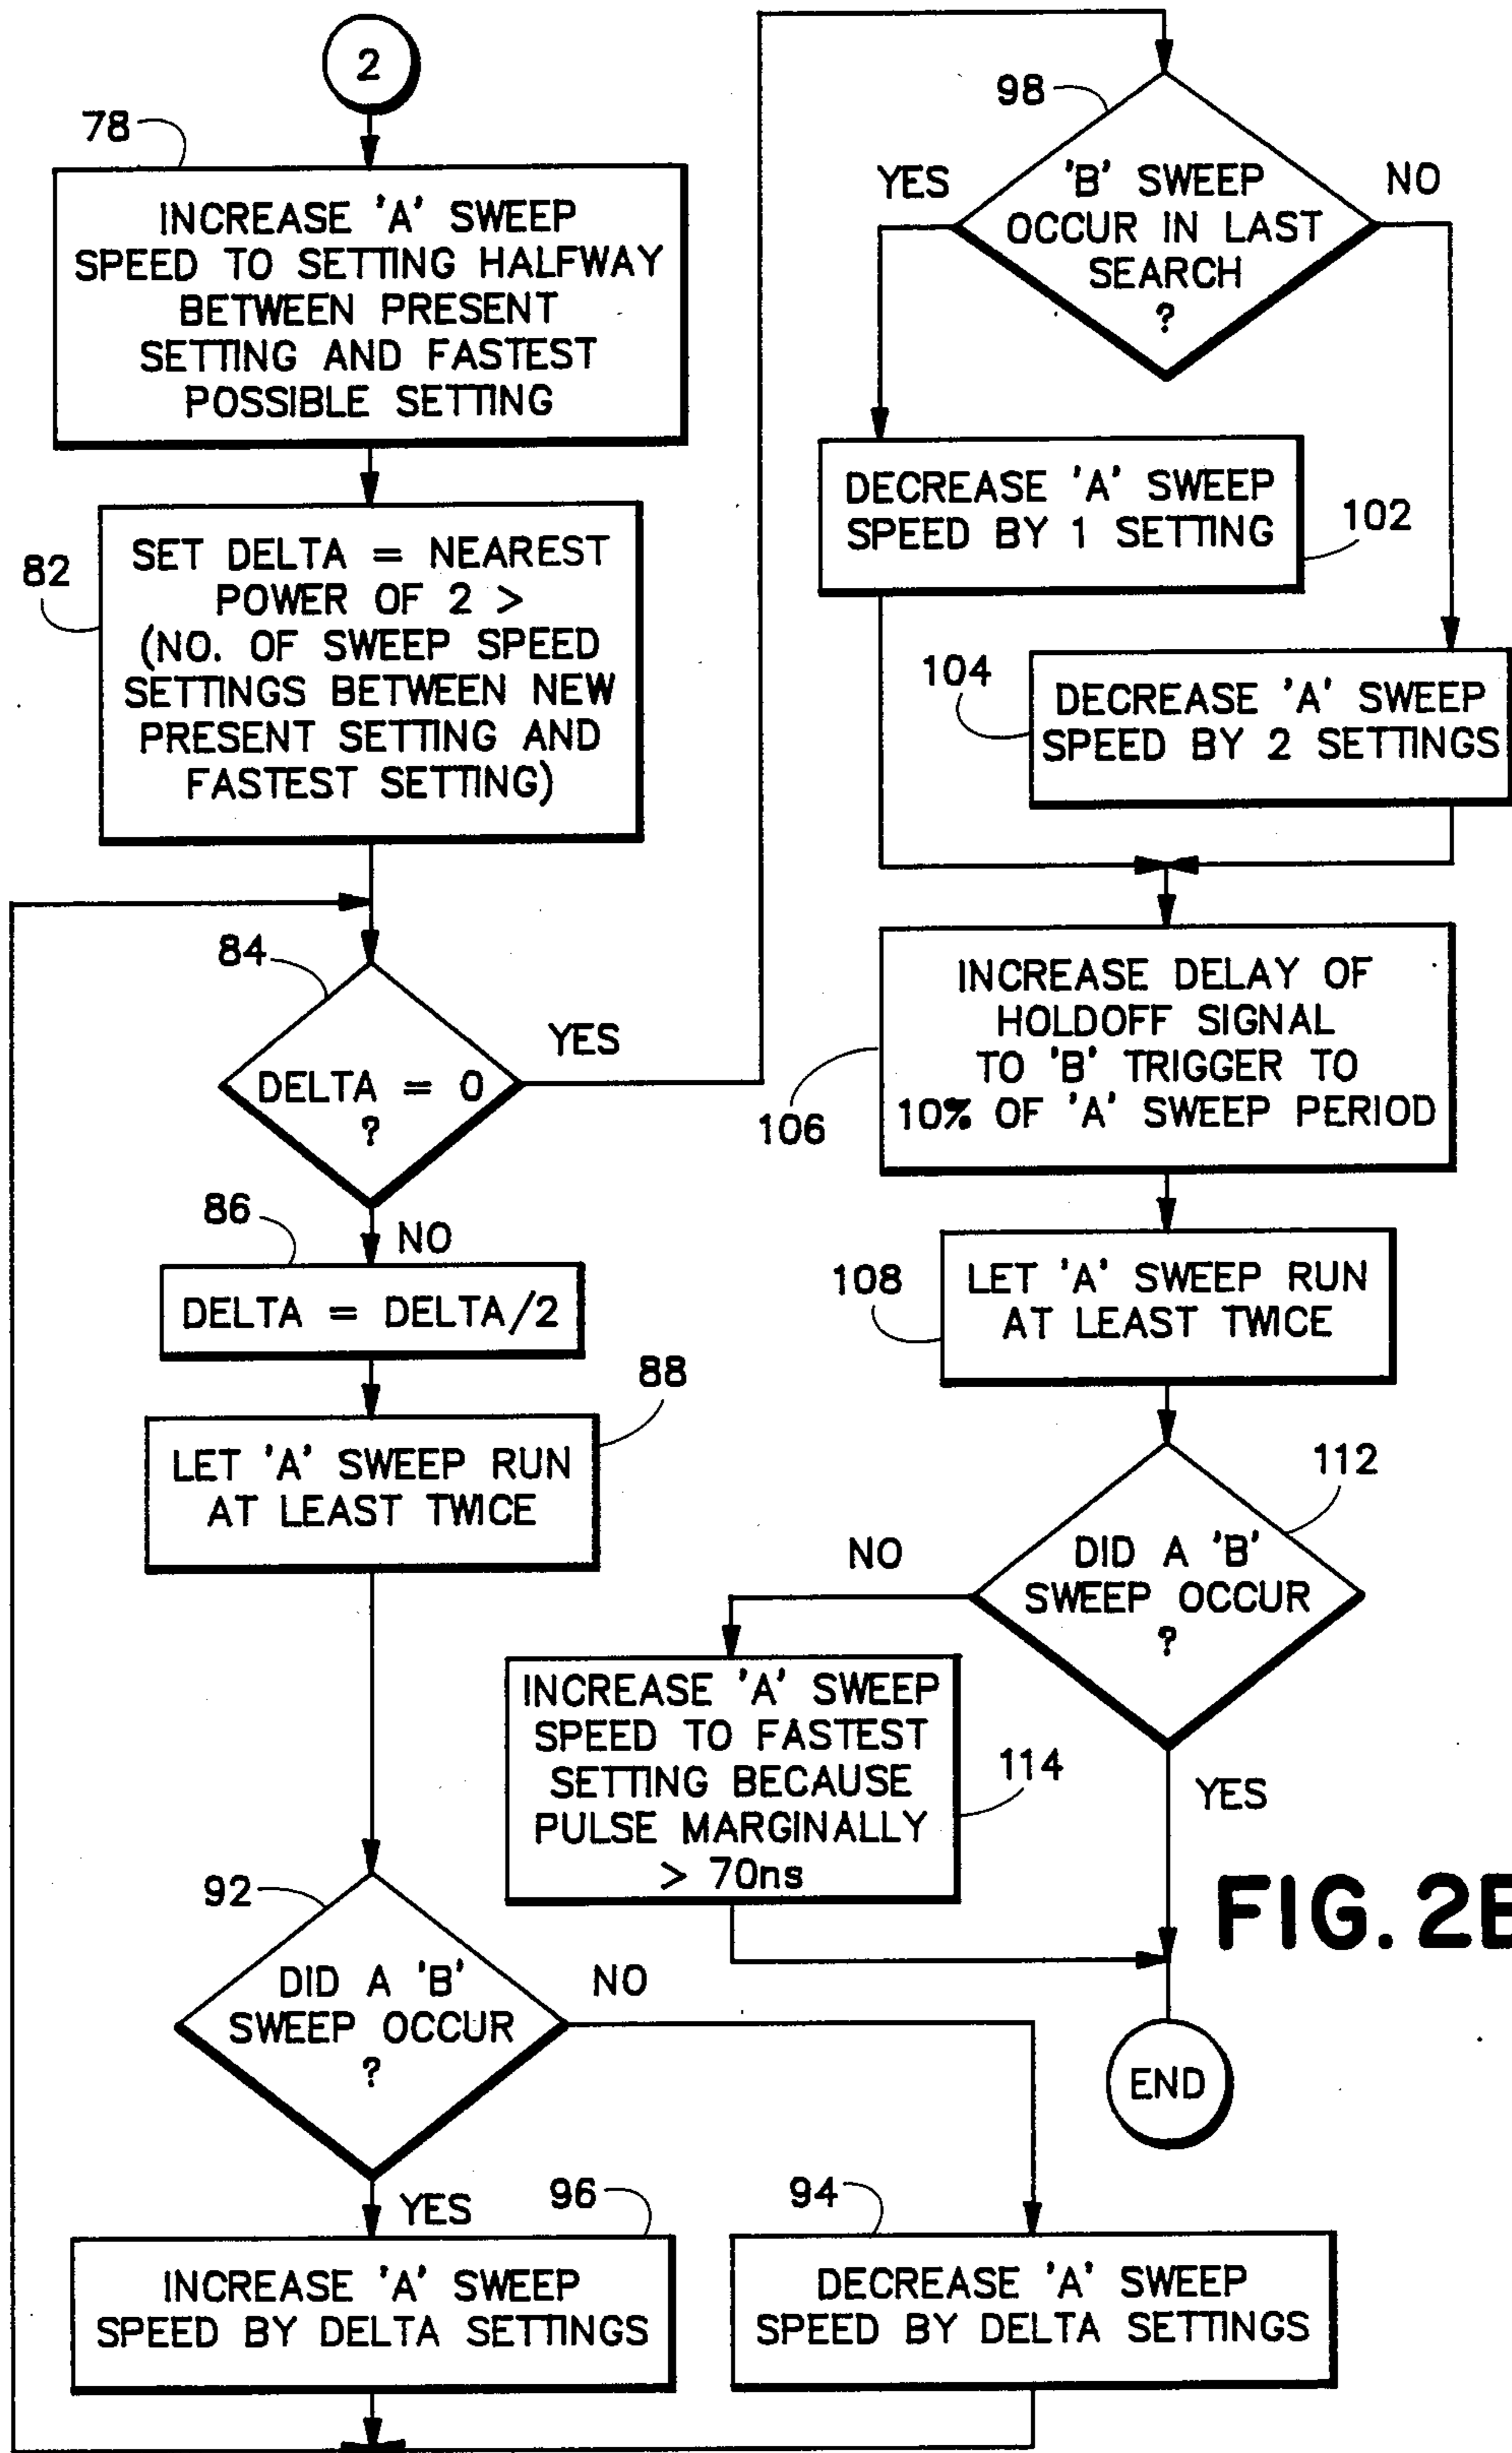 2
78
INCREASE 'A' SWEEP
SPEED TO SETTING HALFWAY
BETWEEN PRESENT
SETTING AND FASTEST
POSSIBLE SETTING
82
SET DELTA = NEAREST
POWER OF 2 >
(NO. OF SWEEP SPEED
SETTINGS BETWEEN NEW
PRESENT SETTING AND
FASTEST SETTING)
84
DELTA = 0
?
YES
NO
86
DELTA = DELTA/2
88
LET 'A' SWEEP RUN
AT LEAST TWICE
92
DID A 'B'
SWEEP OCCUR
?
NO
YES
96
INCREASE 'A' SWEEP
SPEED BY DELTA SETTINGS
94
DECREASE 'A' SWEEP
SPEED BY DELTA SETTINGS
98
'B' SWEEP
OCCUR IN LAST
SEARCH
?
YES
NO
DECREASE 'A' SWEEP
SPEED BY 1 SETTING
102
104
DECREASE 'A' SWEEP
SPEED BY 2 SETTINGS
INCREASE DELAY OF
HOLDOFF SIGNAL
TO 'B' TRIGGER TO
10% OF 'A' SWEEP PERIOD
106
108
LET 'A' SWEEP RUN
AT LEAST TWICE
112
DID A 'B'
SWEEP OCCUR
?
NO
YES
INCREASE 'A' SWEEP
SPEED TO FASTEST
SETTING BECAUSE
PULSE MARGINALLY
> 70ns
114
END
FIG. 2B